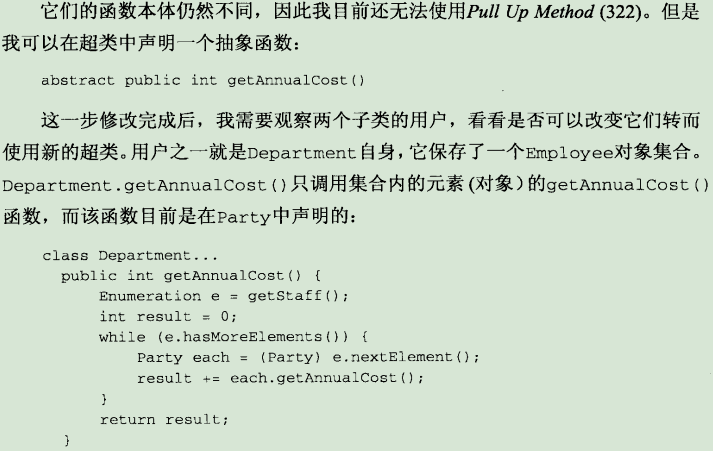 它们的函数本体仍然不同，因此我目前还无法使用Pull Up Method (322)。但是
我可以在超类中声明一个抽象函数：
abstract public int getAnnualCost()
这一步修改完成后，我需要观察两个子类的用户，看看是否可以改变它们转而
使用新的超类。用户之一就是Department自身，它保存了一个Employee对象集合。
Department.getAnnualCost()只调用集合内的元素(对象)的getAnnualCost()
函数，而该函数目前是在Party中声明的：
class Department...
public int getAnnualCost() {
Enumeration e = getStaff();
int result = 0;
while (e.hasMoreElements()) {
Party each = (Party) e.nextElement();
result += each.getAnnualCost();
}
return result;
}